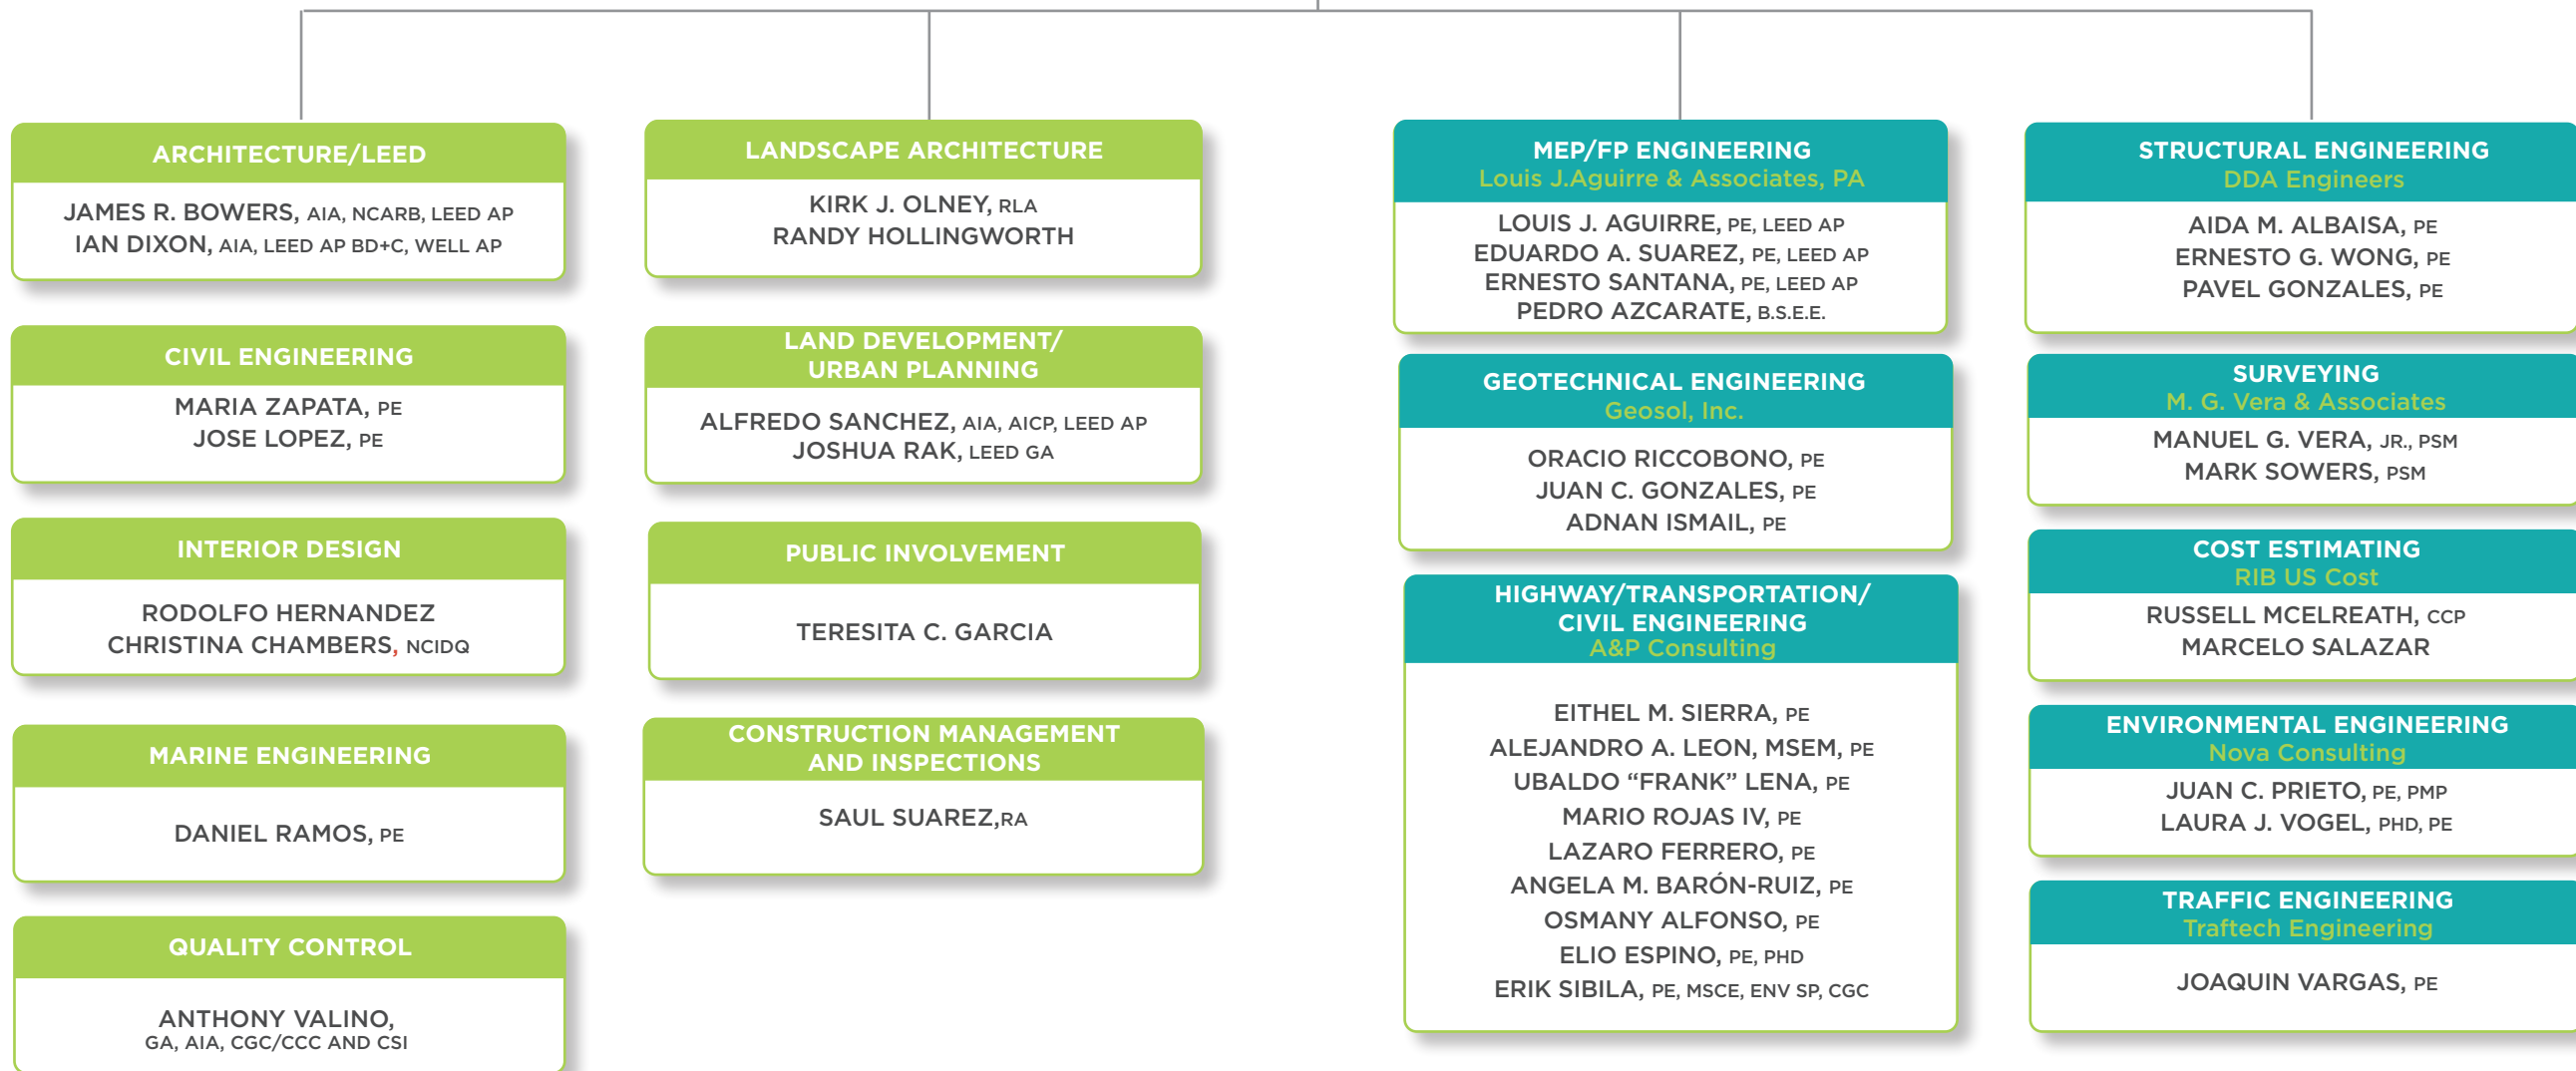 ARCHITECTURE/LEED
JAMES R. BOWERS, AIA, NCARB, LEED AP
IAN DIXON, AIA, LEED AP BD+C, WELL AP
CIVIL ENGINEERING
MARIA ZAPATA, PE
JOSE LOPEZ, PE
INTERIOR DESIGN
RODOLFO HERNANDEZ
CHRISTINA CHAMBERS, NCIDQ
MARINE ENGINEERING
DANIEL RAMOS, PE
QUALITY CONTROL
ANTHONY VALINO,
GA, AIA, CGC/CCC AND CSI
LANDSCAPE ARCHITECTURE
KIRK J. OLNEY, RLA
RANDY HOLLINGWORTH
LAND DEVELOPMENT/
URBAN PLANNING
ALFREDO SANCHEZ, AIA, AICP, LEED AP
JOSHUA RAK, LEED GA
PUBLIC INVOLVEMENT
TERESITA C. GARCIA
CONSTRUCTION MANAGEMENT
AND INSPECTIONS
SAUL SUAREZ,RA
MEP/FP ENGINEERING
Louis J.Aguirre & Associates, PA
LOUIS J. AGUIRRE, PE, LEED AP
EDUARDO A. SUAREZ, PE, LEED AP
ERNESTO SANTANA, PE, LEED AP
PEDRO AZCARATE, B.S.E.E.
GEOTECHNICAL ENGINEERING
Geosol, Inc.
ORACIO RICCOBONO, PE
JUAN C. GONZALES, PE
ADNAN ISMAIL, PE
HIGHWAY/TRANSPORTATION/
CIVIL ENGINEERING
A&P Consulting
EITHEL M. SIERRA, PE
ALEJANDRO A. LEON, MSEM, PE
UBALDO “FRANK” LENA, PE
MARIO ROJAS IV, PE
LAZARO FERRERO, PE
ANGELA M. BARÓN-RUIZ, PE
OSMANY ALFONSO, PE
ELIO ESPINO, PE, PHD
ERIK SIBILA, PE, MSCE, ENV SP, CGC
STRUCTURAL ENGINEERING
DDA Engineers
AIDA M. ALBAISA, PE
ERNESTO G. WONG, PE
PAVEL GONZALES, PE
SURVEYING
M. G. Vera & Associates
MANUEL G. VERA, JR., PSM
MARK SOWERS, PSM
COST ESTIMATING
RIB US Cost
RUSSELL MCELREATH, CCP
MARCELO SALAZAR
ENVIRONMENTAL ENGINEERING
Nova Consulting
JUAN C. PRIETO, PE, PMP
LAURA J. VOGEL, PHD, PE
TRAFFIC ENGINEERING
Traftech Engineering
JOAQUIN VARGAS, PE